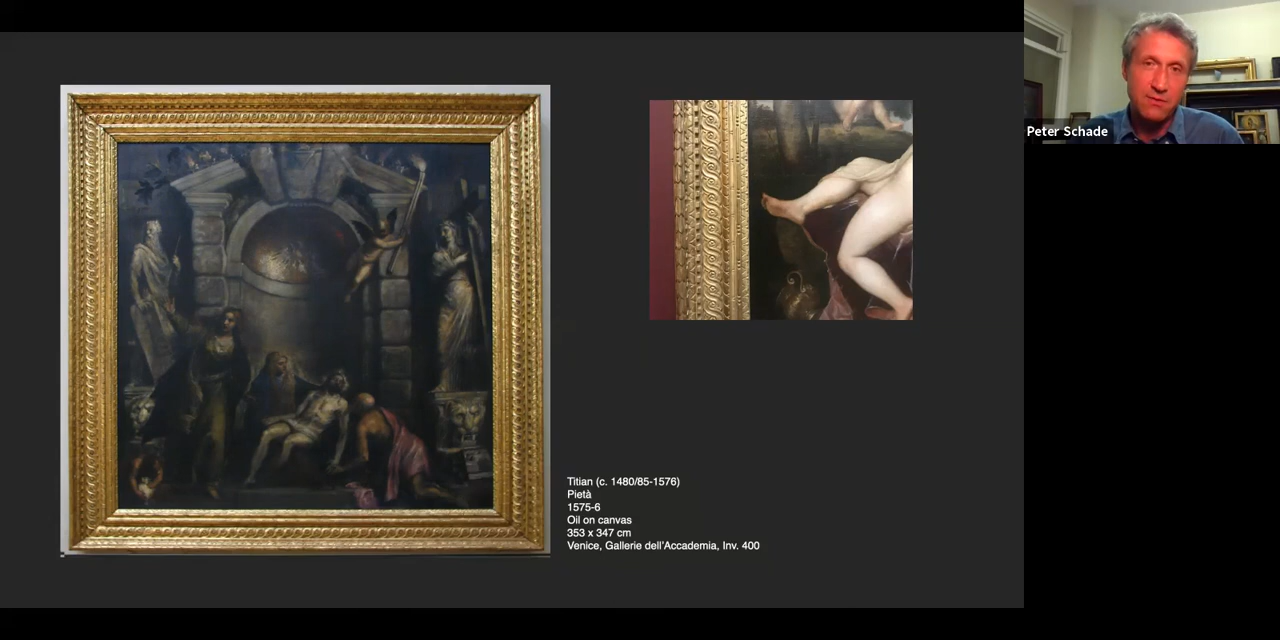 Peter Schade
Titian (c. 1480/85-1576)
Pietà
1575-6
Oil on canvas
353 x 347 cm
Venice, Gallerie dell'Accademia, Inv. 400